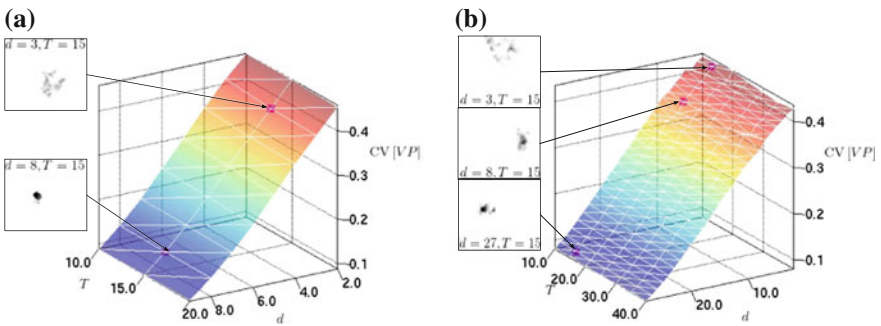 (a)
d = 3, T = 15
d = 8, T = 15
0.4
CV [VP]
0.3
0.2
0.1
10.0
T
15.0
20.0
8.0
6.0
4.0
2.0
d
(b)
d = 3, T = 15
d = 8, T = 15
d = 27, T = 15
0.4
CV [VP]
0.3
0.2
0.1
10.0
T
20.0
30.0
40.0
20.0
10.0
d